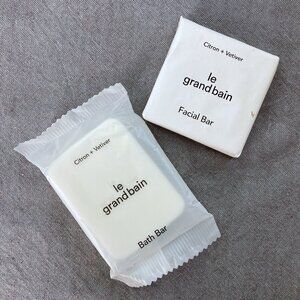 Citron + Vetiver
le
grandbain
Facial Bar
Citron + Vetiver
le
grandbain
Bath Bar